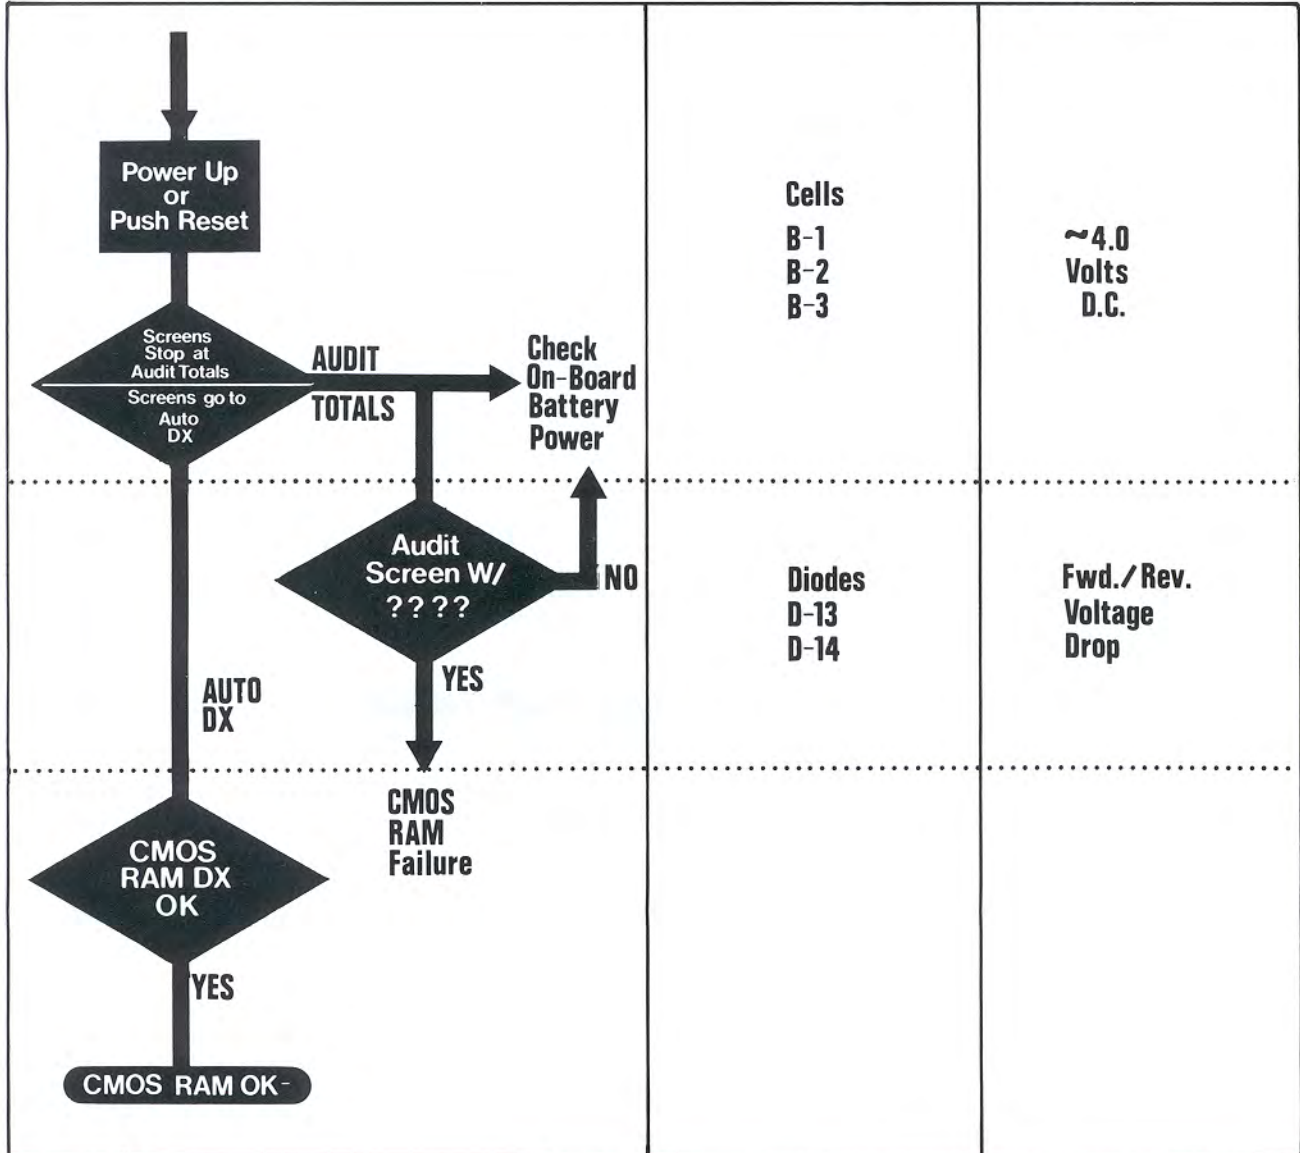 Power Up
or
Push Reset
Screens
Stop at
Audit Totals
Screens go to
Auto
DX
AUDIT
TOTALS
Check
On-Board
Battery
Power
Cells
B-1
B-2
B-3
~4.0
Volts
D.C.
Audit
Screen W/
????
NO
YES
AUTO
DX
Diodes
D-13
D-14
Fwd./Rev.
Voltage
Drop
CMOS
RAM
Failure
CMOS
RAM DX
OK
YES
CMOS RAM OK-